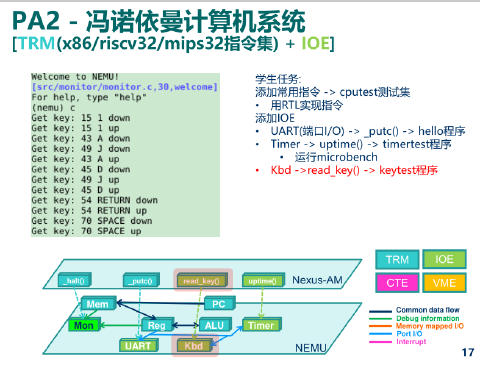 PA2 - 冯诺依曼计算机系统
[TRM(x86/riscv32/mips32指令集) + IOE]
Welcome to NEMU!
[src/monitor/monitor.c,30,welcome]
For help, type "help"
(nemu) c
Get key: 15 1 down
Get key: 15 1 up
Get key: 43 A down
Get key: 49 J down
Get key: 43 A up
Get key: 45 D down
Get key: 49 J up
Get key: 45 D up
Get key: 54 RETURN down
Get key: 54 RETURN up
Get key: 70 SPACE down
Get key: 70 SPACE up
学生任务:
添加常用指令 -> cputest测试集
• 用RTL实现指令
添加IOE
• UART(端口I/O) -> _putc() -> hello程序
• Timer -> uptime() -> timertest程序
• 运行microbench
• Kbd ->read_key() -> keytest程序
_halt() _putc() read_key() uptime() Nexus-AM
Mem PC
Mon Reg ALU Timer
UART Kbd NEMU
TRM IOE
CTE VME
Common data flow
Debug information
Memory mapped I/O
Port I/O
Interrupt
17